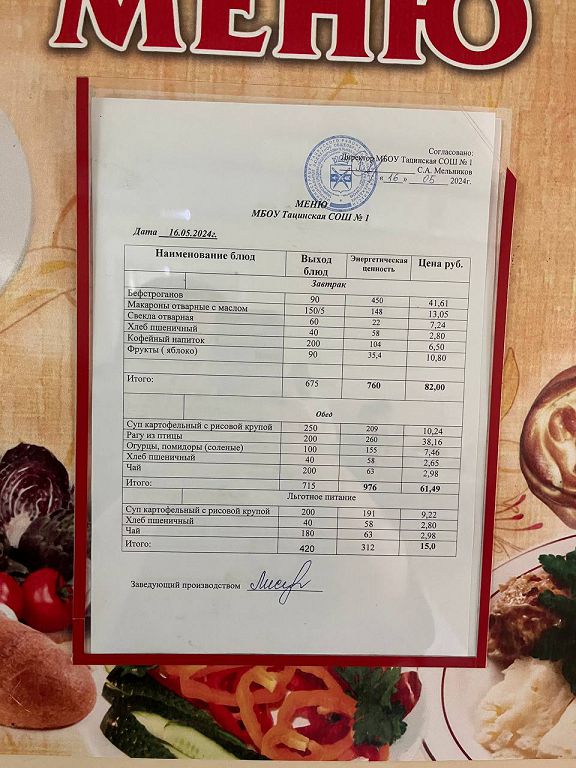 МЕНЮ
Согласовано:
Директор МБОУ Тацинская СОШ № 1
С.А. Мельников
« 16 » 05 2024г.
МЕНЮ
МБОУ Тацинская СОШ № 1
Дата 16.05.2024г.
Наименование блюд Выход блюд Энергетическая ценность Цена руб.
Завтрак
Бефстроганов 90 450 41,61
Макароны отварные с маслом 150/5 148 13,05
Свекла отварная 60 22 7,24
Хлеб пшеничный 40 58 2,80
Кофейный напиток 200 104 6,50
Фрукты ( яблоко) 90 35,4 10,80
Итого: 675 760 82,00
Обед
Суп картофельный с рисовой крупой 250 209 10,24
Рагу из птицы 200 260 38,16
Огурцы, помидоры (соленые) 100 155 7,46
Хлеб пшеничный 40 58 2,65
Чай 200 63 2,98
Итого: 715 976 61,49
Льготное питание
Суп картофельный с рисовой крупой 200 191 9,22
Хлеб пшеничный 40 58 2,80
Чай 180 63 2,98
Итого: 420 312 15,0
Заведующий производством